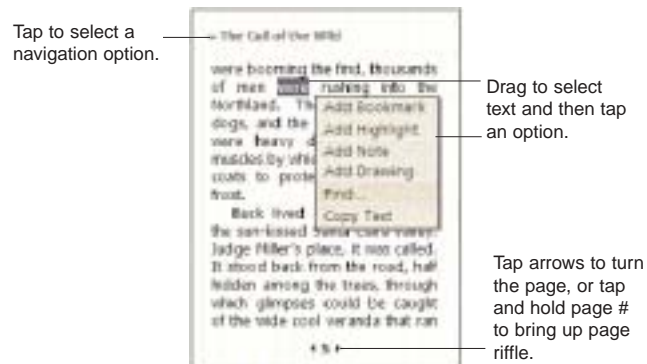 Tap to select a
navigation option.
The Call of the Wild
were booming the find, thousands
of men were rushing into the
Northland. Th
dogs, and the
were heavy d
muscles by whi
coats to prote
frost.
Add Bookmark
Add Highlight
Add Note
Add Drawing
Find...
Copy Text
Drag to select
text and then tap
an option.
Back lived
the sun-kissed Santa Clara Valley.
Judge Miller's place, it was called.
It stood back from the road, half
hidden among the trees, through
which glimpses could be caught
of the wide cool veranda that ran
Tap arrows to turn
the page, or tap
and hold page #
to bring up page
riffle.